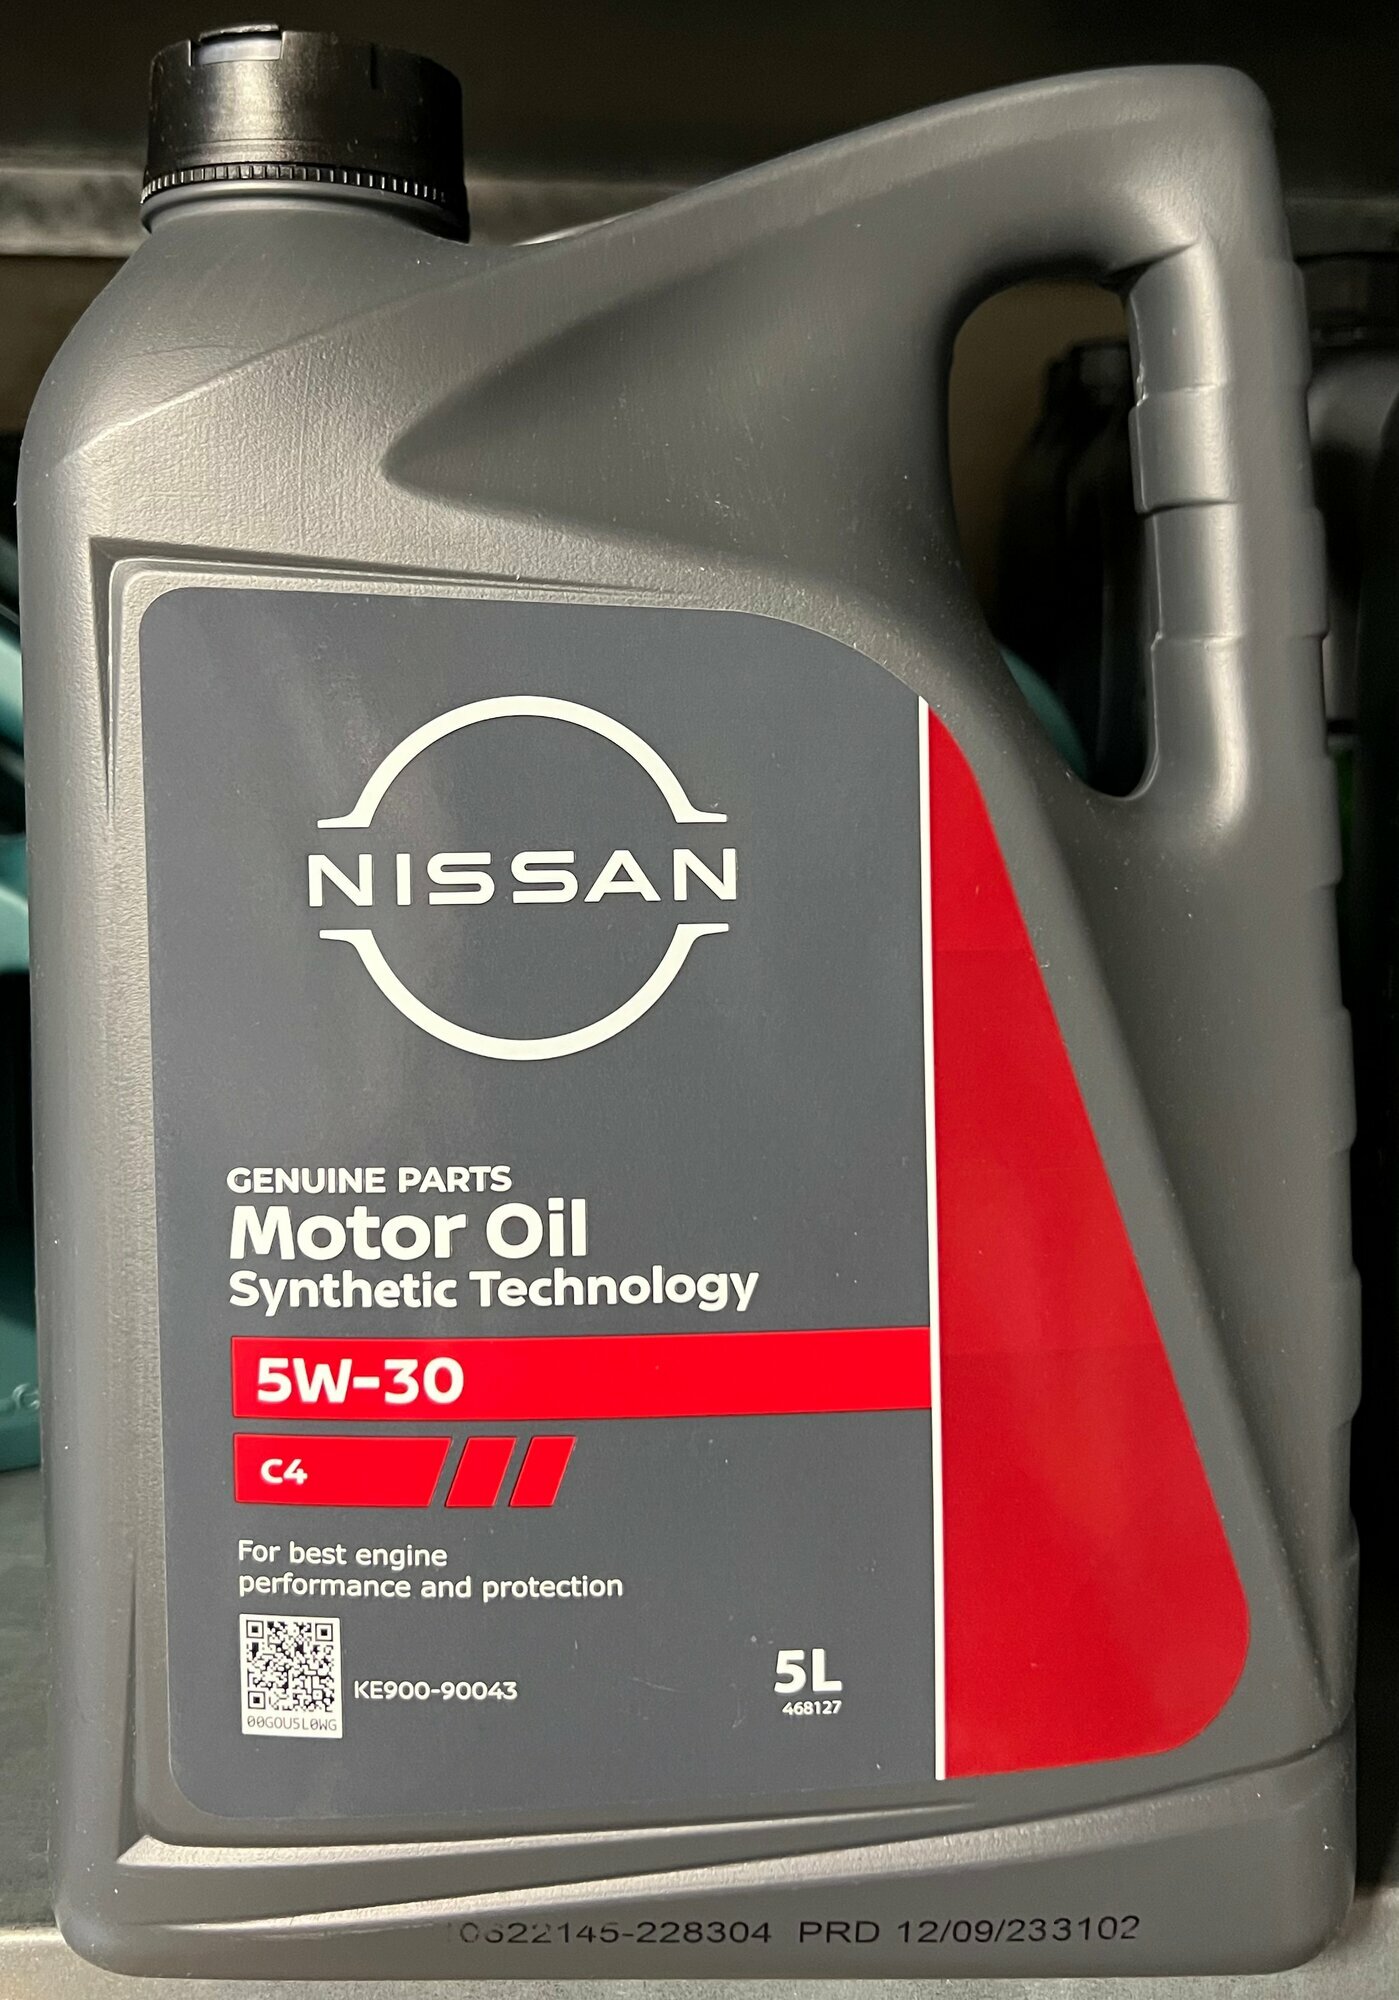 NISSAN
GENUINE PARTS
Motor Oil
Synthetic Technology
5W-30
C4
For best engine
performance and protection
KE900-90043
00GOU5L0WG
5L
468127
10622145-228304 PRD 12/09/233102